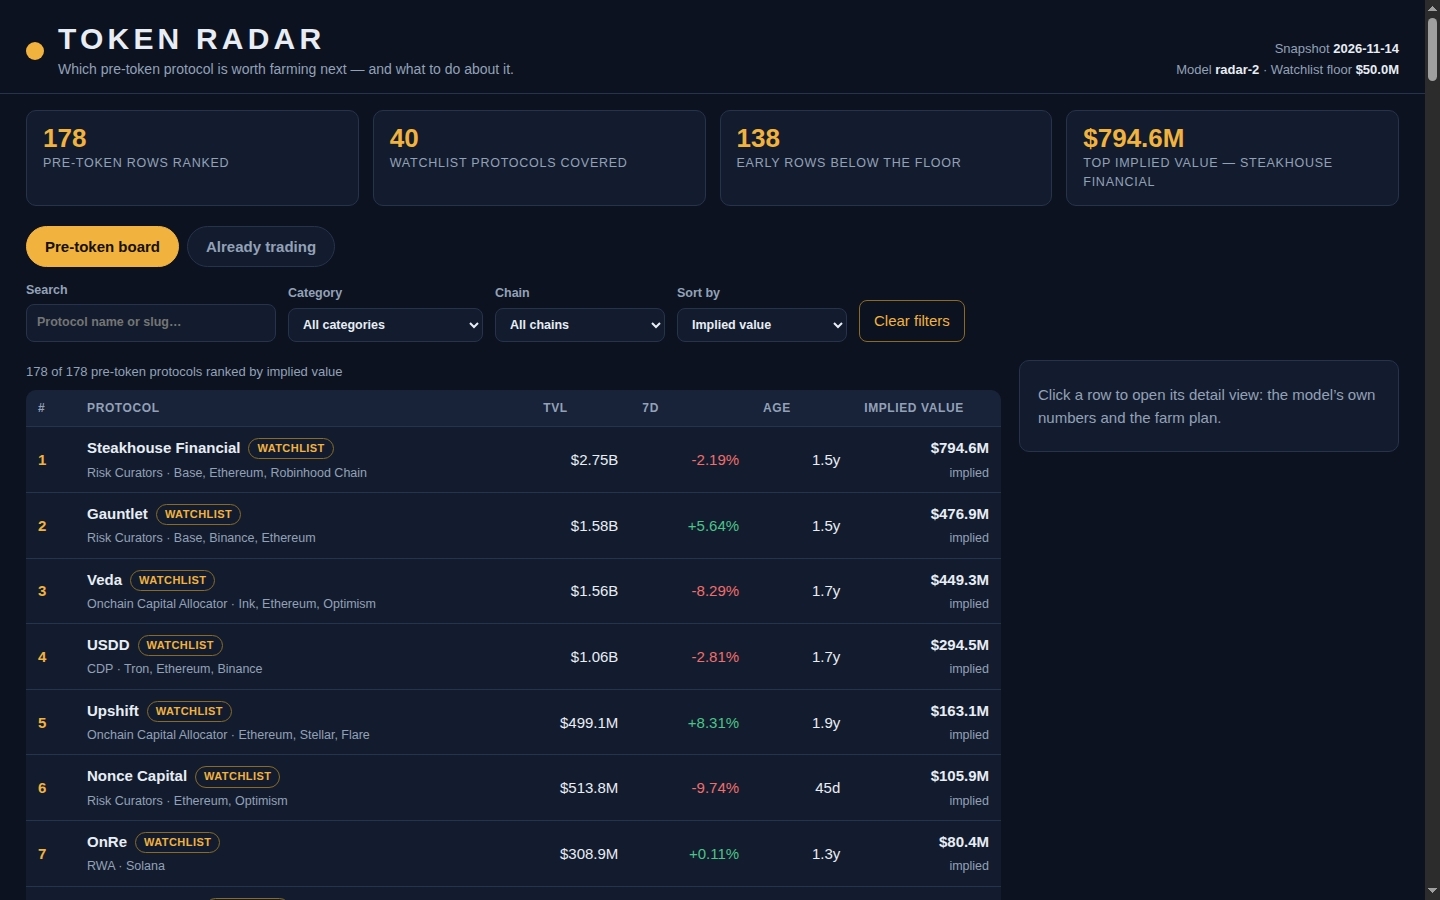 TOKEN RADAR
Which pre-token protocol is worth farming next — and what to do about it.
Snapshot 2026-11-14
Model radar-2 · Watchlist floor $50.0M
178
PRE-TOKEN ROWS RANKED
40
WATCHLIST PROTOCOLS COVERED
138
EARLY ROWS BELOW THE FLOOR
$794.6M
TOP IMPLIED VALUE — STEAKHOUSE
FINANCIAL
Pre-token board
Already trading
Search
Protocol name or slug…
Category
All categories
Chain
All chains
Sort by
Implied value
Clear filters
178 of 178 pre-token protocols ranked by implied value
# PROTOCOL TVL 7D AGE IMPLIED VALUE
1 Steakhouse Financial WATCHLIST $2.75B -2.19% 1.5y $794.6M
Risk Curators · Base, Ethereum, Robinhood Chain implied
2 Gauntlet WATCHLIST $1.58B +5.64% 1.5y $476.9M
Risk Curators · Base, Binance, Ethereum implied
3 Veda WATCHLIST $1.56B -8.29% 1.7y $449.3M
Onchain Capital Allocator · Ink, Ethereum, Optimism implied
4 USDD WATCHLIST $1.06B -2.81% 1.7y $294.5M
CDP · Tron, Ethereum, Binance implied
5 Upshift WATCHLIST $499.1M +8.31% 1.9y $163.1M
Onchain Capital Allocator · Ethereum, Stellar, Flare implied
6 Nonce Capital WATCHLIST $513.8M -9.74% 45d $105.9M
Risk Curators · Ethereum, Optimism implied
7 OnRe WATCHLIST $308.9M +0.11% 1.3y $80.4M
RWA · Solana implied
Click a row to open its detail view: the model’s own
numbers and the farm plan.